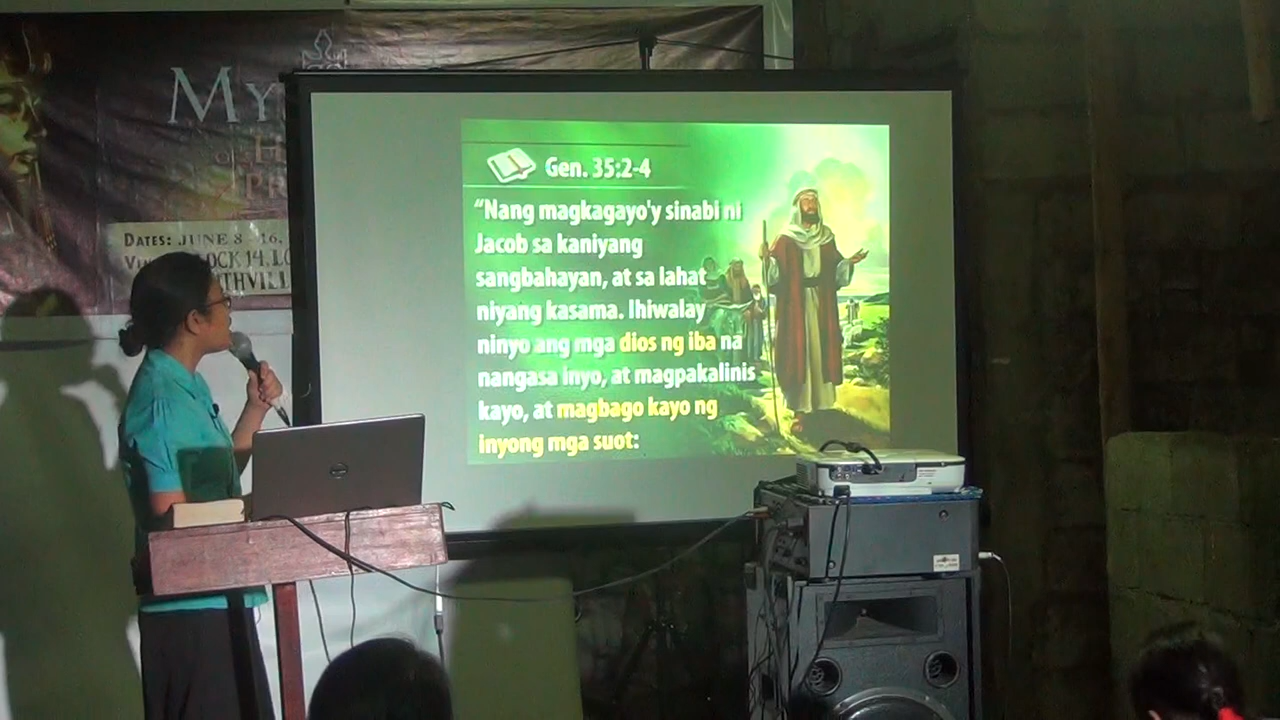 My
Dates: June 8 - 16,
Gen. 35:2-4
“Nang magkagayo'y sinabi ni
Jacob sa kaniyang
sangbahayan, at sa lahat
niyang kasama. Ihiwalay
ninyo ang mga dios ng iba na
nangasa inyo, at magpakalinis
kayo, at magbago kayo ng
inyong mga suot:
DELL